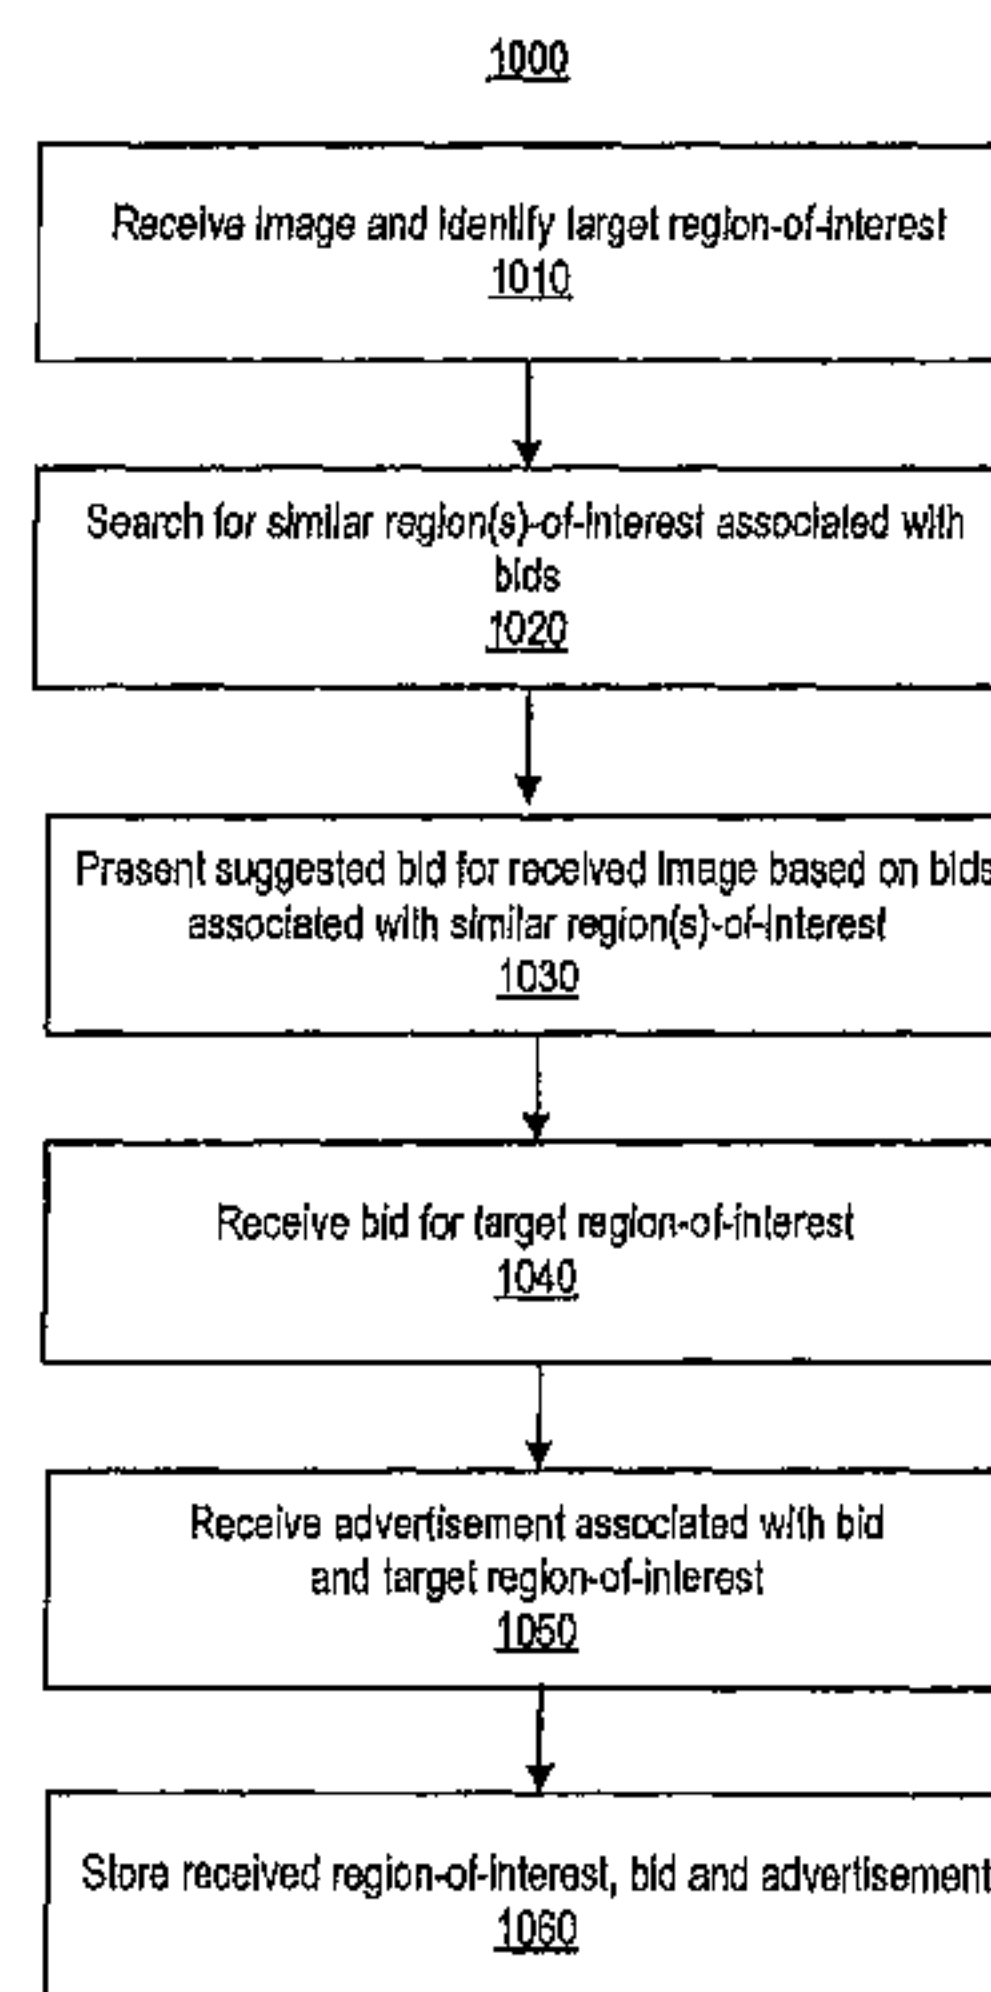 1000
Receive image and identify target region-of-interest
1010
Search for similar region(s)-of-interest associated with
bids
1020
Present suggested bid for received image based on bids
associated with similar region(s)-of-interest
1030
Receive bid for target region-of-interest
1040
Receive advertisement associated with bid
and target region-of-interest
1050
Store received region-of-interest, bid and advertisement
1060